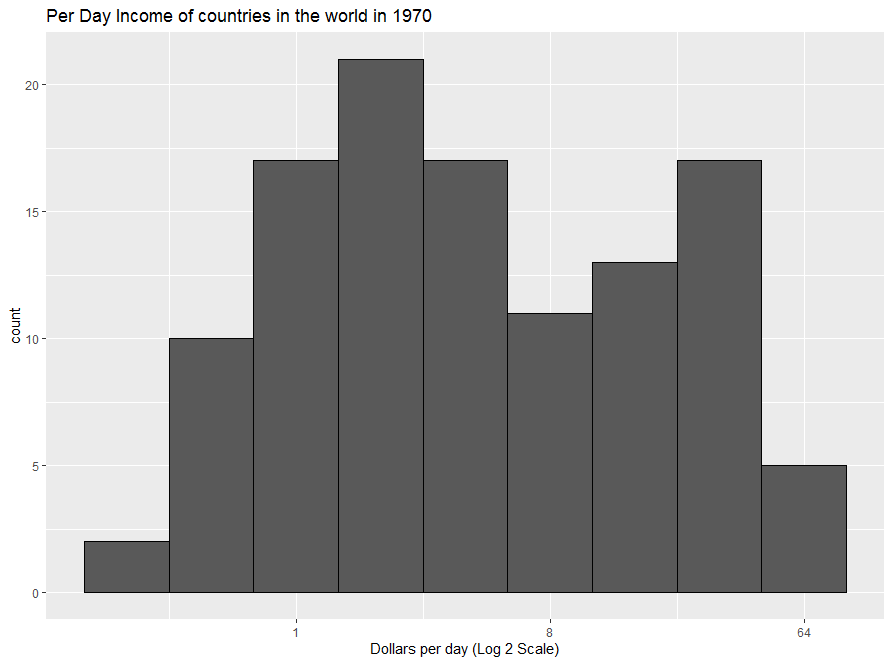 Per Day Income of countries in the world in 1970
20
15
10
5
0
count
1 8 64
Dollars per day (Log 2 Scale)